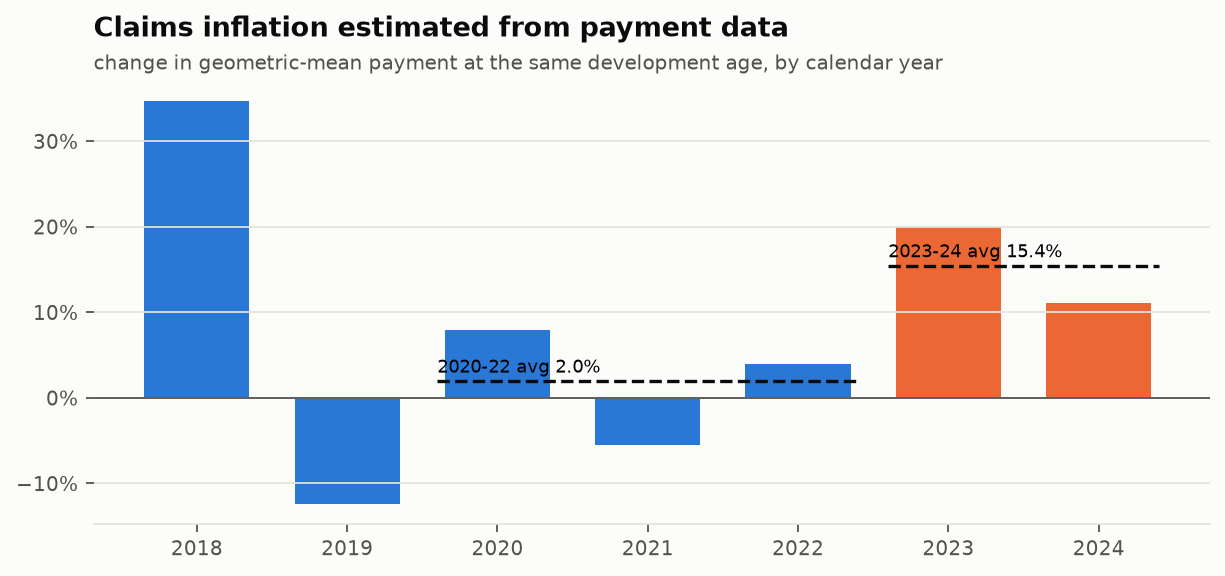 Claims inflation estimated from payment data
change in geometric-mean payment at the same development age, by calendar year
30%
20%
10%
0%
−10%
2023-24 avg 15.4%
2020-22 avg 2.0%
2018 2019 2020 2021 2022 2023 2024